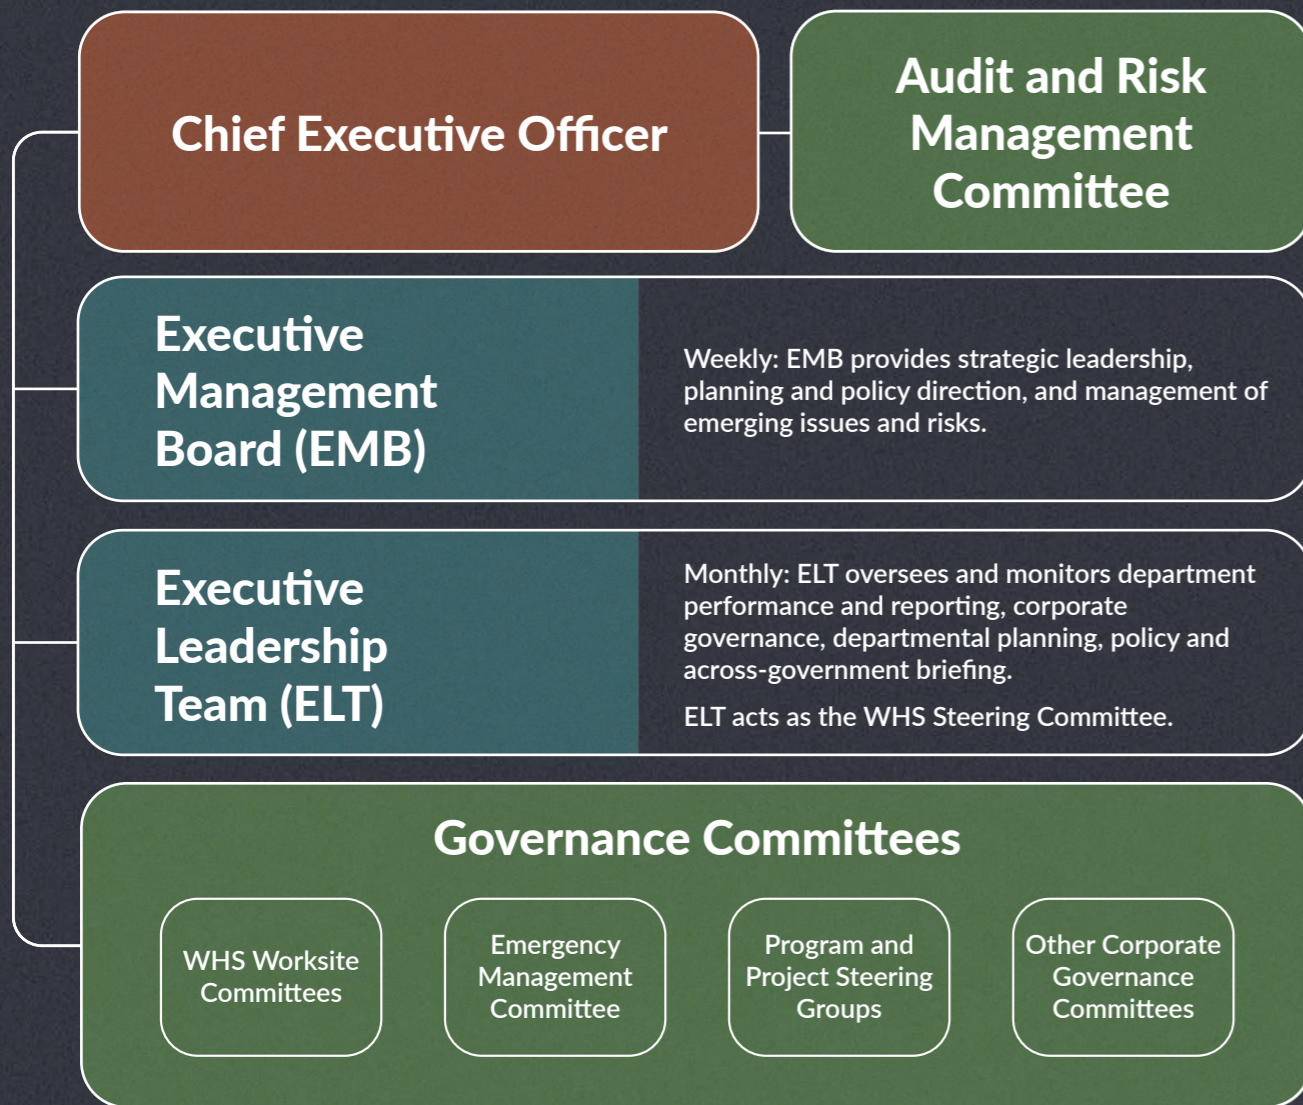 Chief Executive Officer
Audit and Risk
Management
Committee
Executive
Management
Board (EMB)
Weekly: EMB provides strategic leadership,
planning and policy direction, and management of
emerging issues and risks.
Executive
Leadership
Team (ELT)
Monthly: ELT oversees and monitors department
performance and reporting, corporate
governance, departmental planning, policy and
across-government briefing.
ELT acts as the WHS Steering Committee.
Governance Committees
WHS Worksite
Committees
Emergency
Management
Committee
Program and
Project Steering
Groups
Other Corporate
Governance
Committees